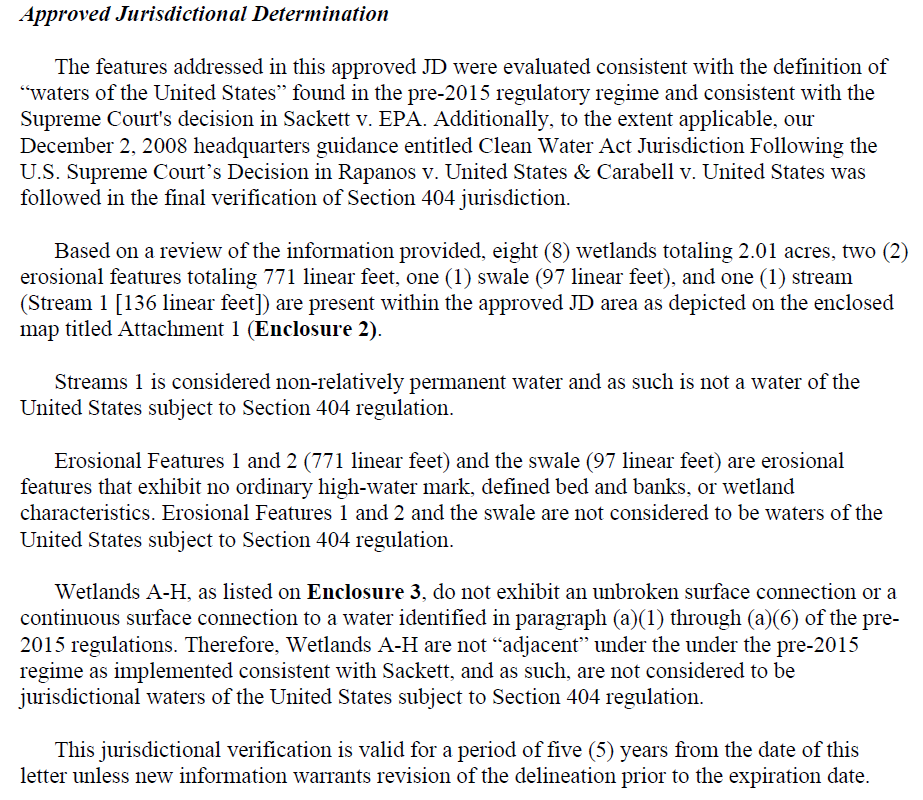 Approved Jurisdictional Determination
The features addressed in this approved JD were evaluated consistent with the definition of
“waters of the United States” found in the pre-2015 regulatory regime and consistent with the
Supreme Court's decision in Sackett v. EPA. Additionally, to the extent applicable, our
December 2, 2008 headquarters guidance entitled Clean Water Act Jurisdiction Following the
U.S. Supreme Court’s Decision in Rapanos v. United States & Carabell v. United States was
followed in the final verification of Section 404 jurisdiction.
Based on a review of the information provided, eight (8) wetlands totaling 2.01 acres, two (2)
erosional features totaling 771 linear feet, one (1) swale (97 linear feet), and one (1) stream
(Stream 1 [136 linear feet]) are present within the approved JD area as depicted on the enclosed
map titled Attachment 1 (Enclosure 2).
Streams 1 is considered non-relatively permanent water and as such is not a water of the
United States subject to Section 404 regulation.
Erosional Features 1 and 2 (771 linear feet) and the swale (97 linear feet) are erosional
features that exhibit no ordinary high-water mark, defined bed and banks, or wetland
characteristics. Erosional Features 1 and 2 and the swale are not considered to be waters of the
United States subject to Section 404 regulation.
Wetlands A-H, as listed on Enclosure 3, do not exhibit an unbroken surface connection or a
continuous surface connection to a water identified in paragraph (a)(1) through (a)(6) of the pre-
2015 regulations. Therefore, Wetlands A-H are not “adjacent” under the under the pre-2015
regime as implemented consistent with Sackett, and as such, are not considered to be
jurisdictional waters of the United States subject to Section 404 regulation.
This jurisdictional verification is valid for a period of five (5) years from the date of this
letter unless new information warrants revision of the delineation prior to the expiration date.